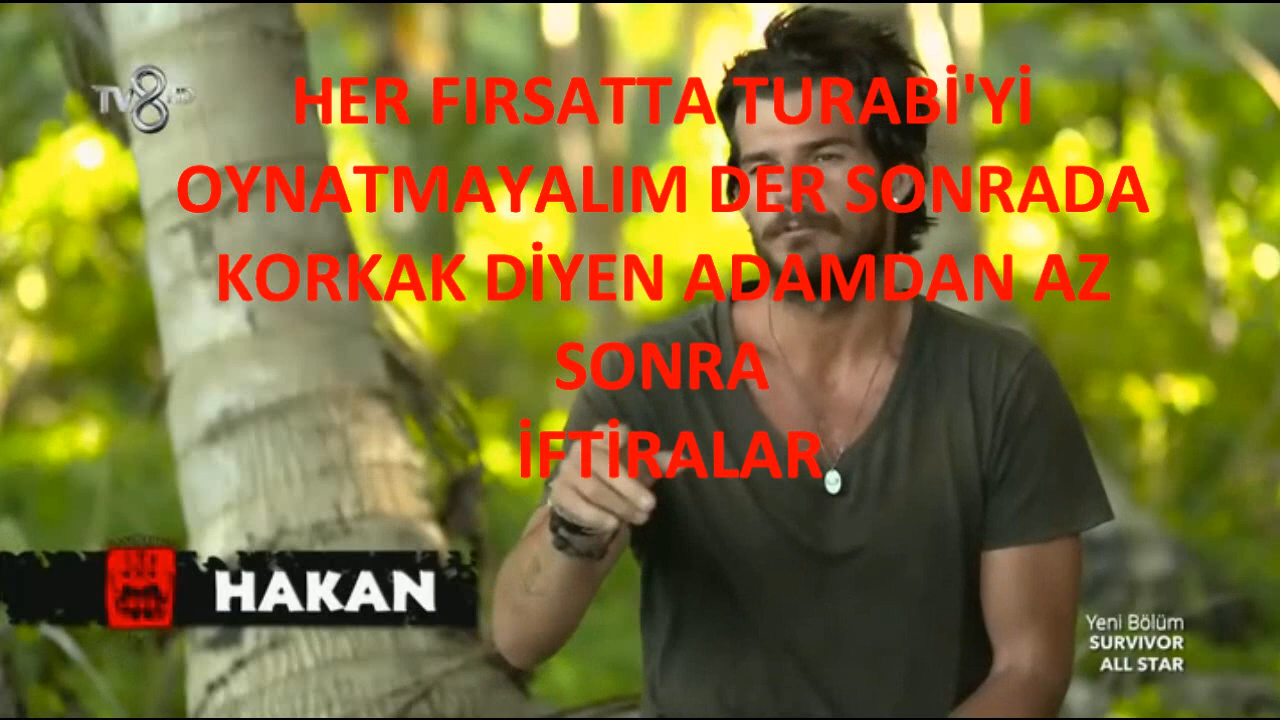 TV8 HD
HER FIRSATTA TURABİ'Yİ
OYNATMAYALIM DER SONRADA
KORKAK DİYEN ADAMDAN AZ
SONRA
İFTİRALAR
HAKAN
Yeni Bölüm
SURVIVOR
ALL STAR